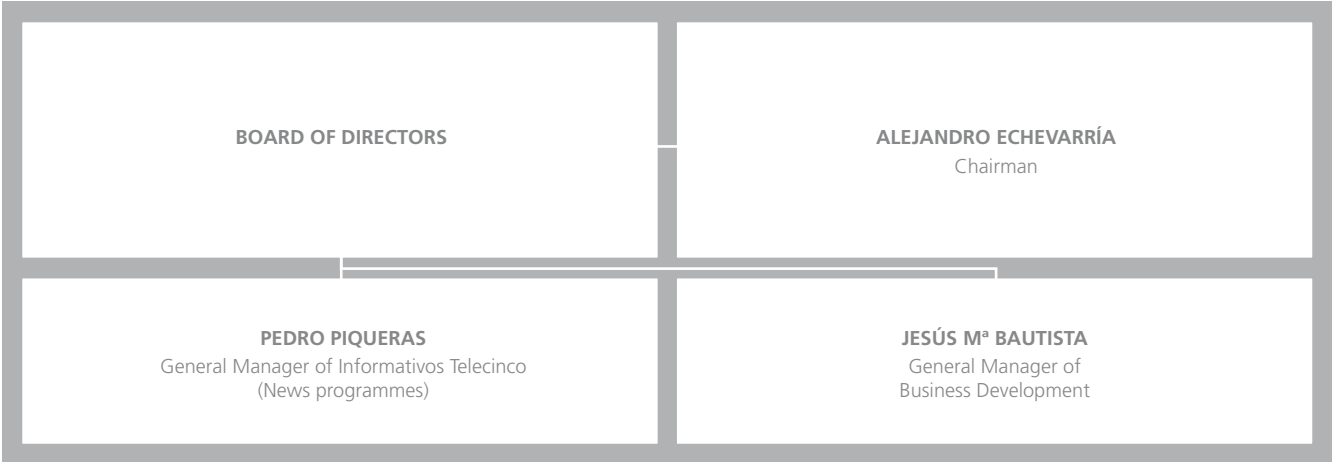 BOARD OF DIRECTORS
ALEJANDRO ECHEVARRÍA
Chairman
PEDRO PIQUERAS
General Manager of Informativos Telecinco
(News programmes)
JESÚS Mª BAUTISTA
General Manager of
Business Development